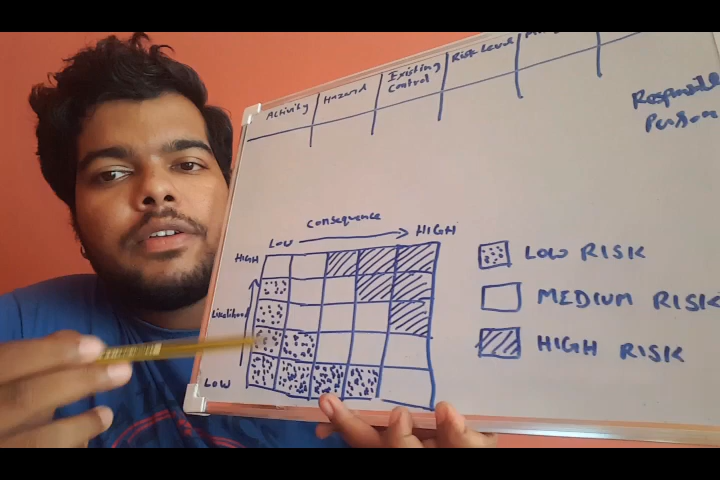 Activity
Hazard
Existing
Control
Risk Level
Person
Consequence
LOW
HIGH
HIGH
Likelihood
LOW
LOW RISK
MEDIUM RISK
HIGH RISK